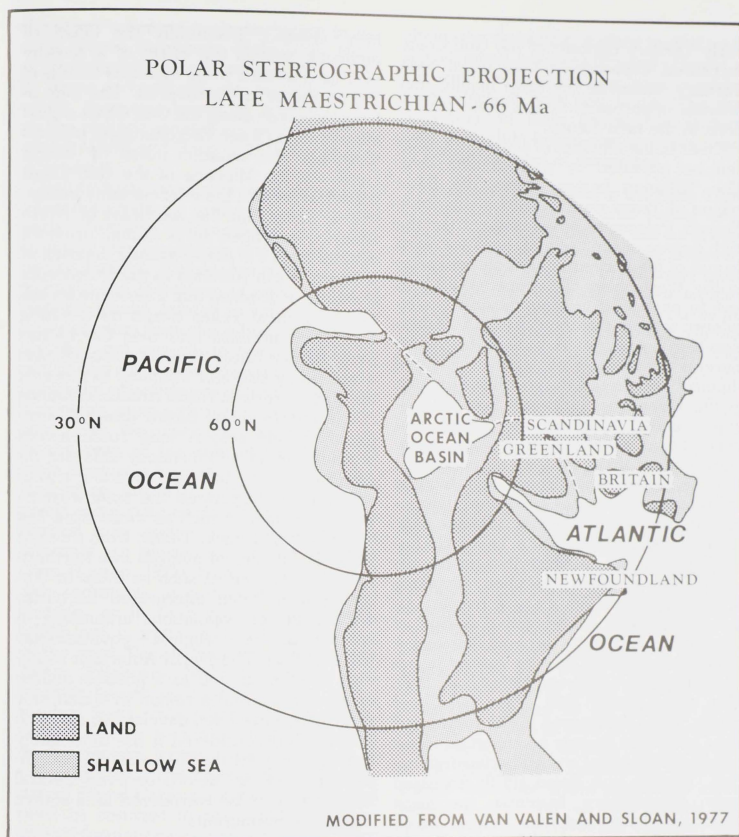 POLAR STEREOGRAPHIC PROJECTION
LATE MAESTRICHIAN - 66 Ma
PACIFIC
30°N
60°N
ARCTIC
OCEAN
BASIN
SCANDINAVIA
GREENLAND
OCEAN
BRITAIN
ATLANTIC
NEWFOUNDLAND
OCEAN
LAND
SHALLOW SEA
MODIFIED FROM VAN VALEN AND SLOAN, 1977